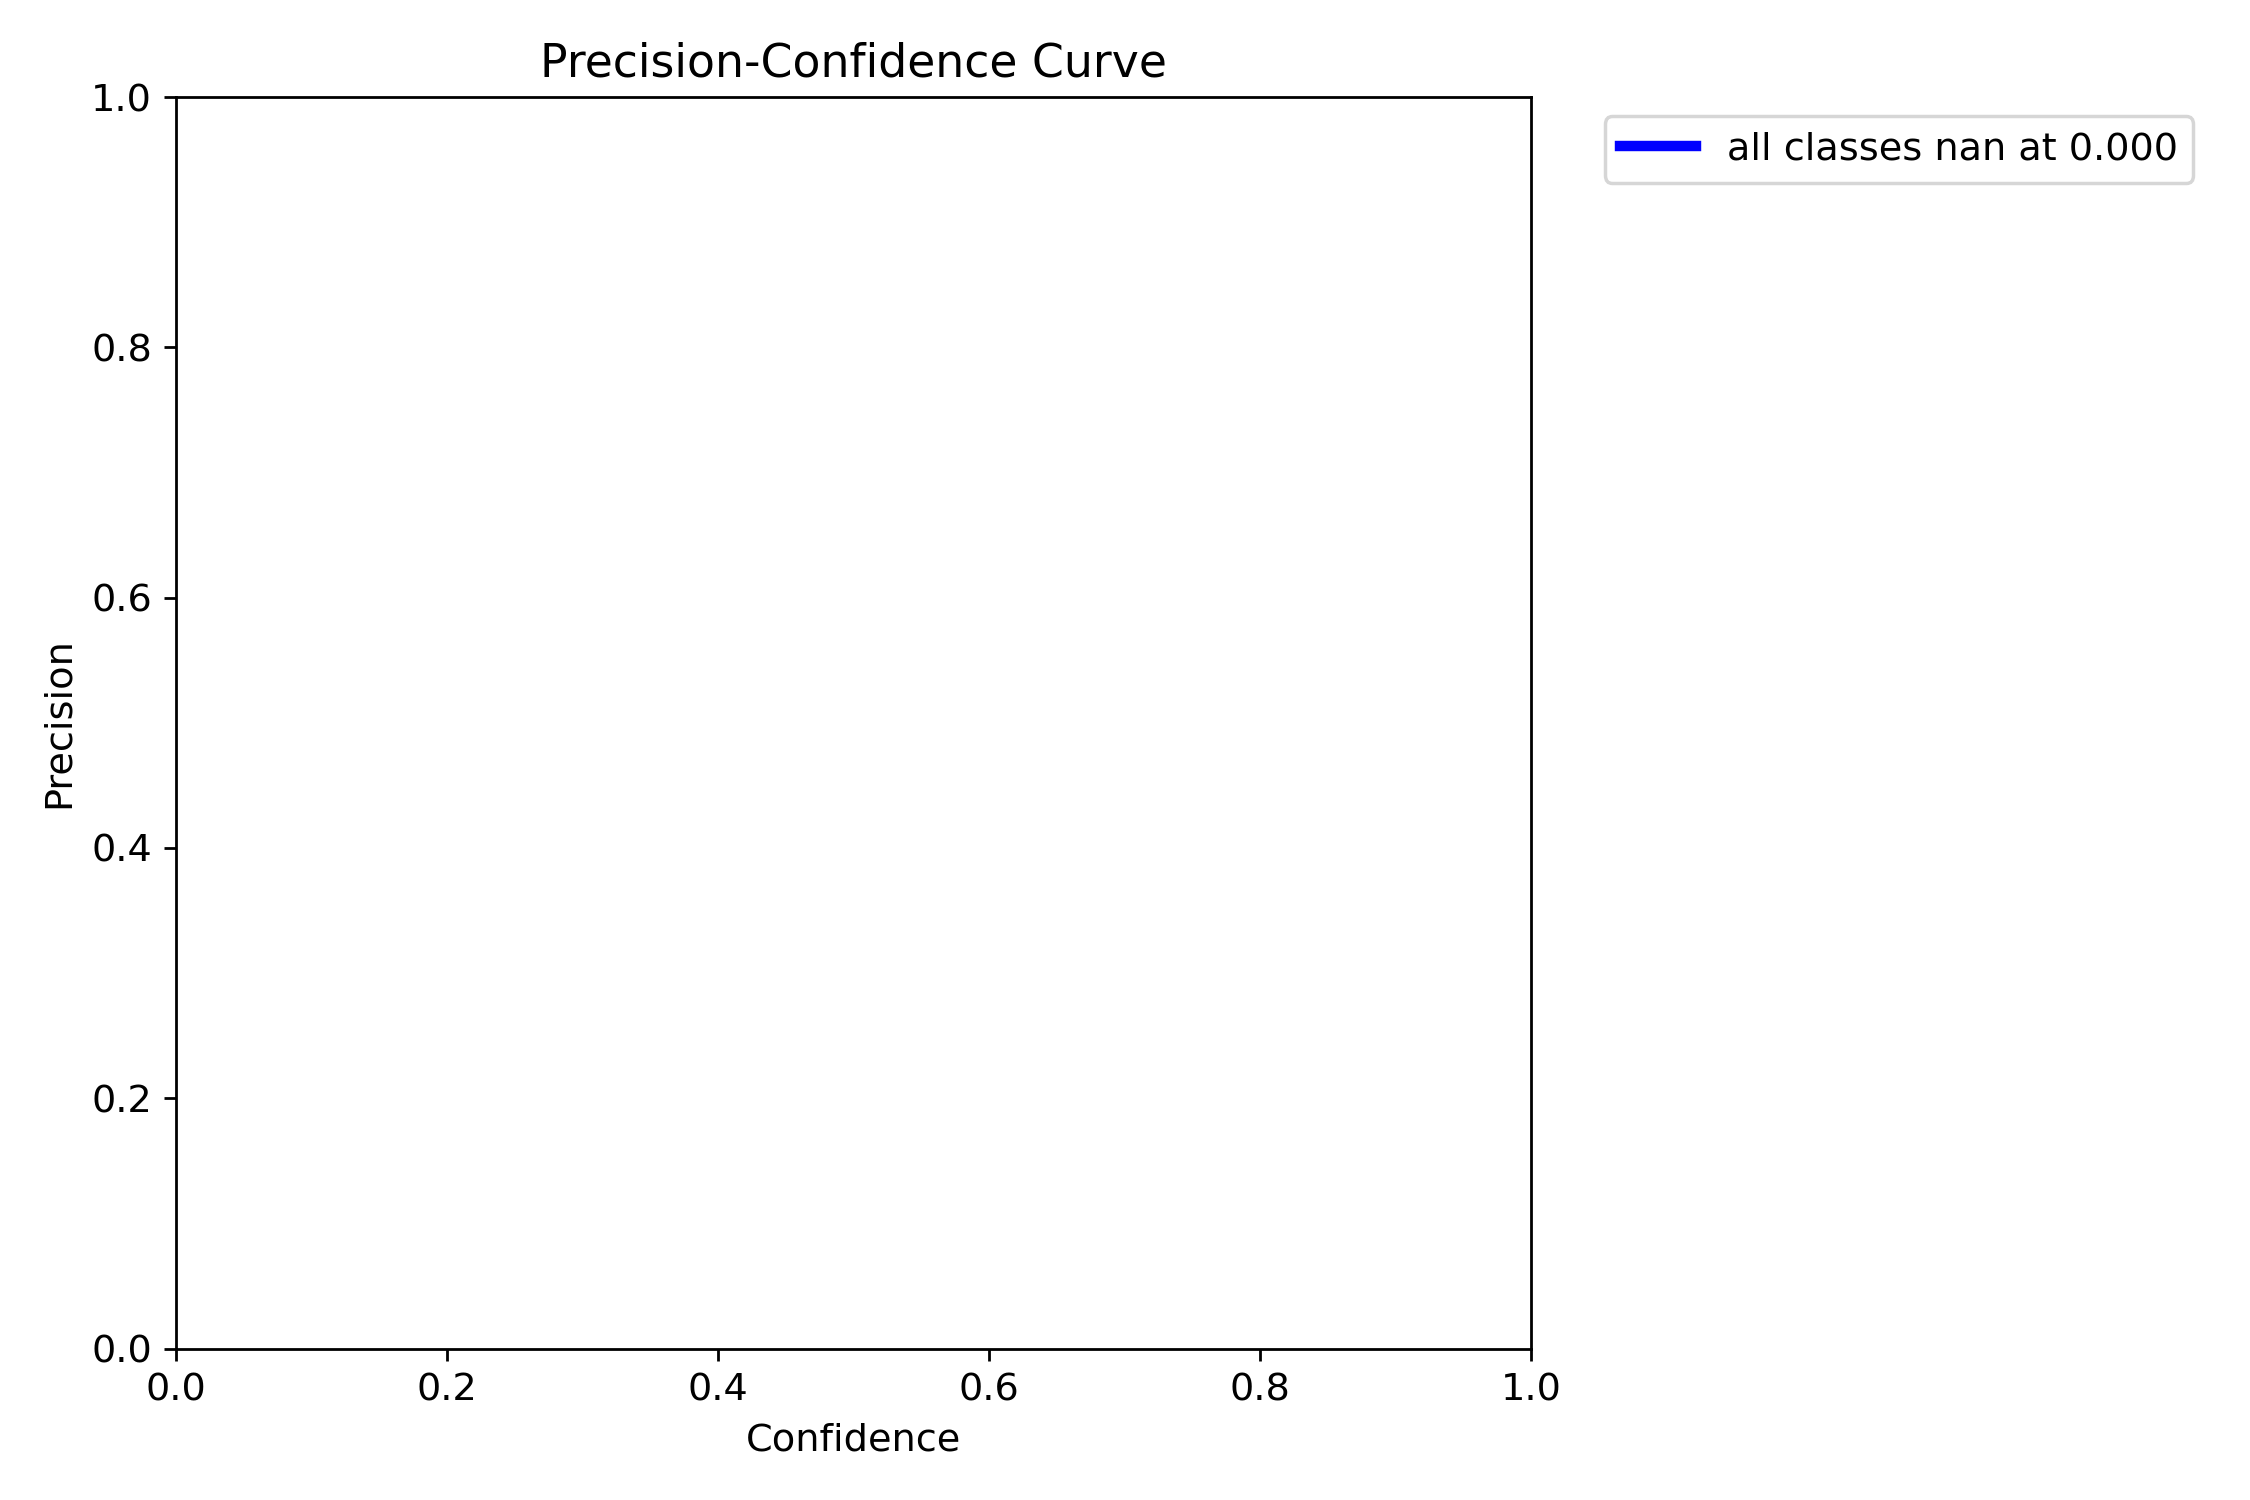 Precision-Confidence Curve
all classes nan at 0.000
1.0
0.8
0.6
0.4
0.2
0.0
Precision
0.0 0.2 0.4 0.6 0.8 1.0
Confidence